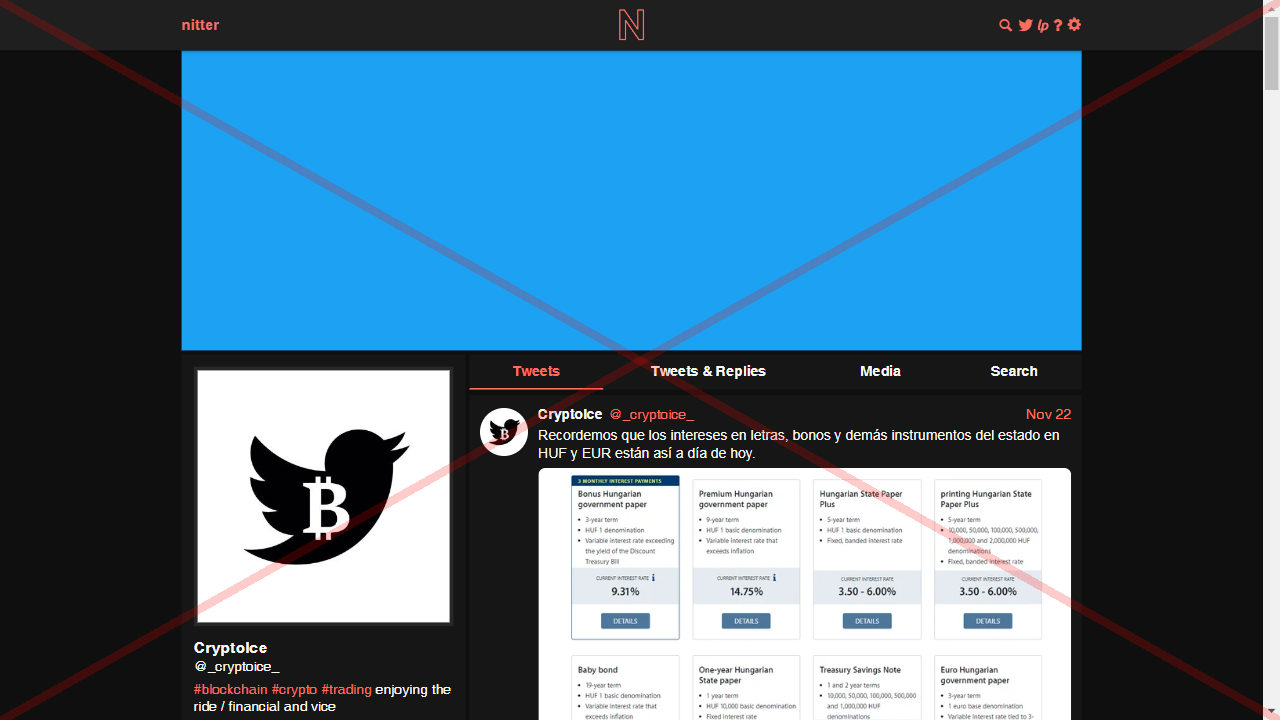 nitter
N
lp ?
Tweets
Tweets & Replies
Media
Search
CryptoIce @_cryptoice_
Nov 22
Recordemos que los intereses en letras, bonos y demás instrumentos del estado en
HUF y EUR están así a día de hoy.
3 MONTHLY INTEREST PAYMENTS
Bonus Hungarian
government paper
3-year term
HUF 1 denomination
Variable interest rate exceeding
the yield of the Discount
Treasury Bill
CURRENT INTEREST RATE
9.31%
DETAILS
Premium Hungarian
government paper
9-year term
HUF 1 basic denomination
Variable interest rate that
exceeds inflation
CURRENT INTEREST RATE
14.75%
DETAILS
Hungarian State Paper
Plus
5-year term
HUF 1 basic denomination
Fixed, banded interest rate
CURRENT INTEREST RATE
3.50 - 6.00%
DETAILS
printing Hungarian State
Paper Plus
5-year term
10,000, 50,000, 100,000, 500,000,
1,000,000 and 2,000,000 HUF
denominations
Fixed, banded interest rate
CURRENT INTEREST RATE
3.50 - 6.00%
DETAILS
Baby bond
19-year term
HUF 1 basic denomination
Variable interest rate that
exceeds inflation
One-year Hungarian
State paper
1 year term
HUF 10,000 basic denomination
Fixed interest rate
Treasury Savings Note
1 and 2 year terms
10,000, 50,000, 100,000, 500,000
and 1,000,000 HUF
denominations
Euro Hungarian
government paper
3-year term
1 euro base denomination
Variable interest rate tied to 3-
CryptoIce
@_cryptoice_
#blockchain #crypto #trading enjoying the
ride / financial and vice